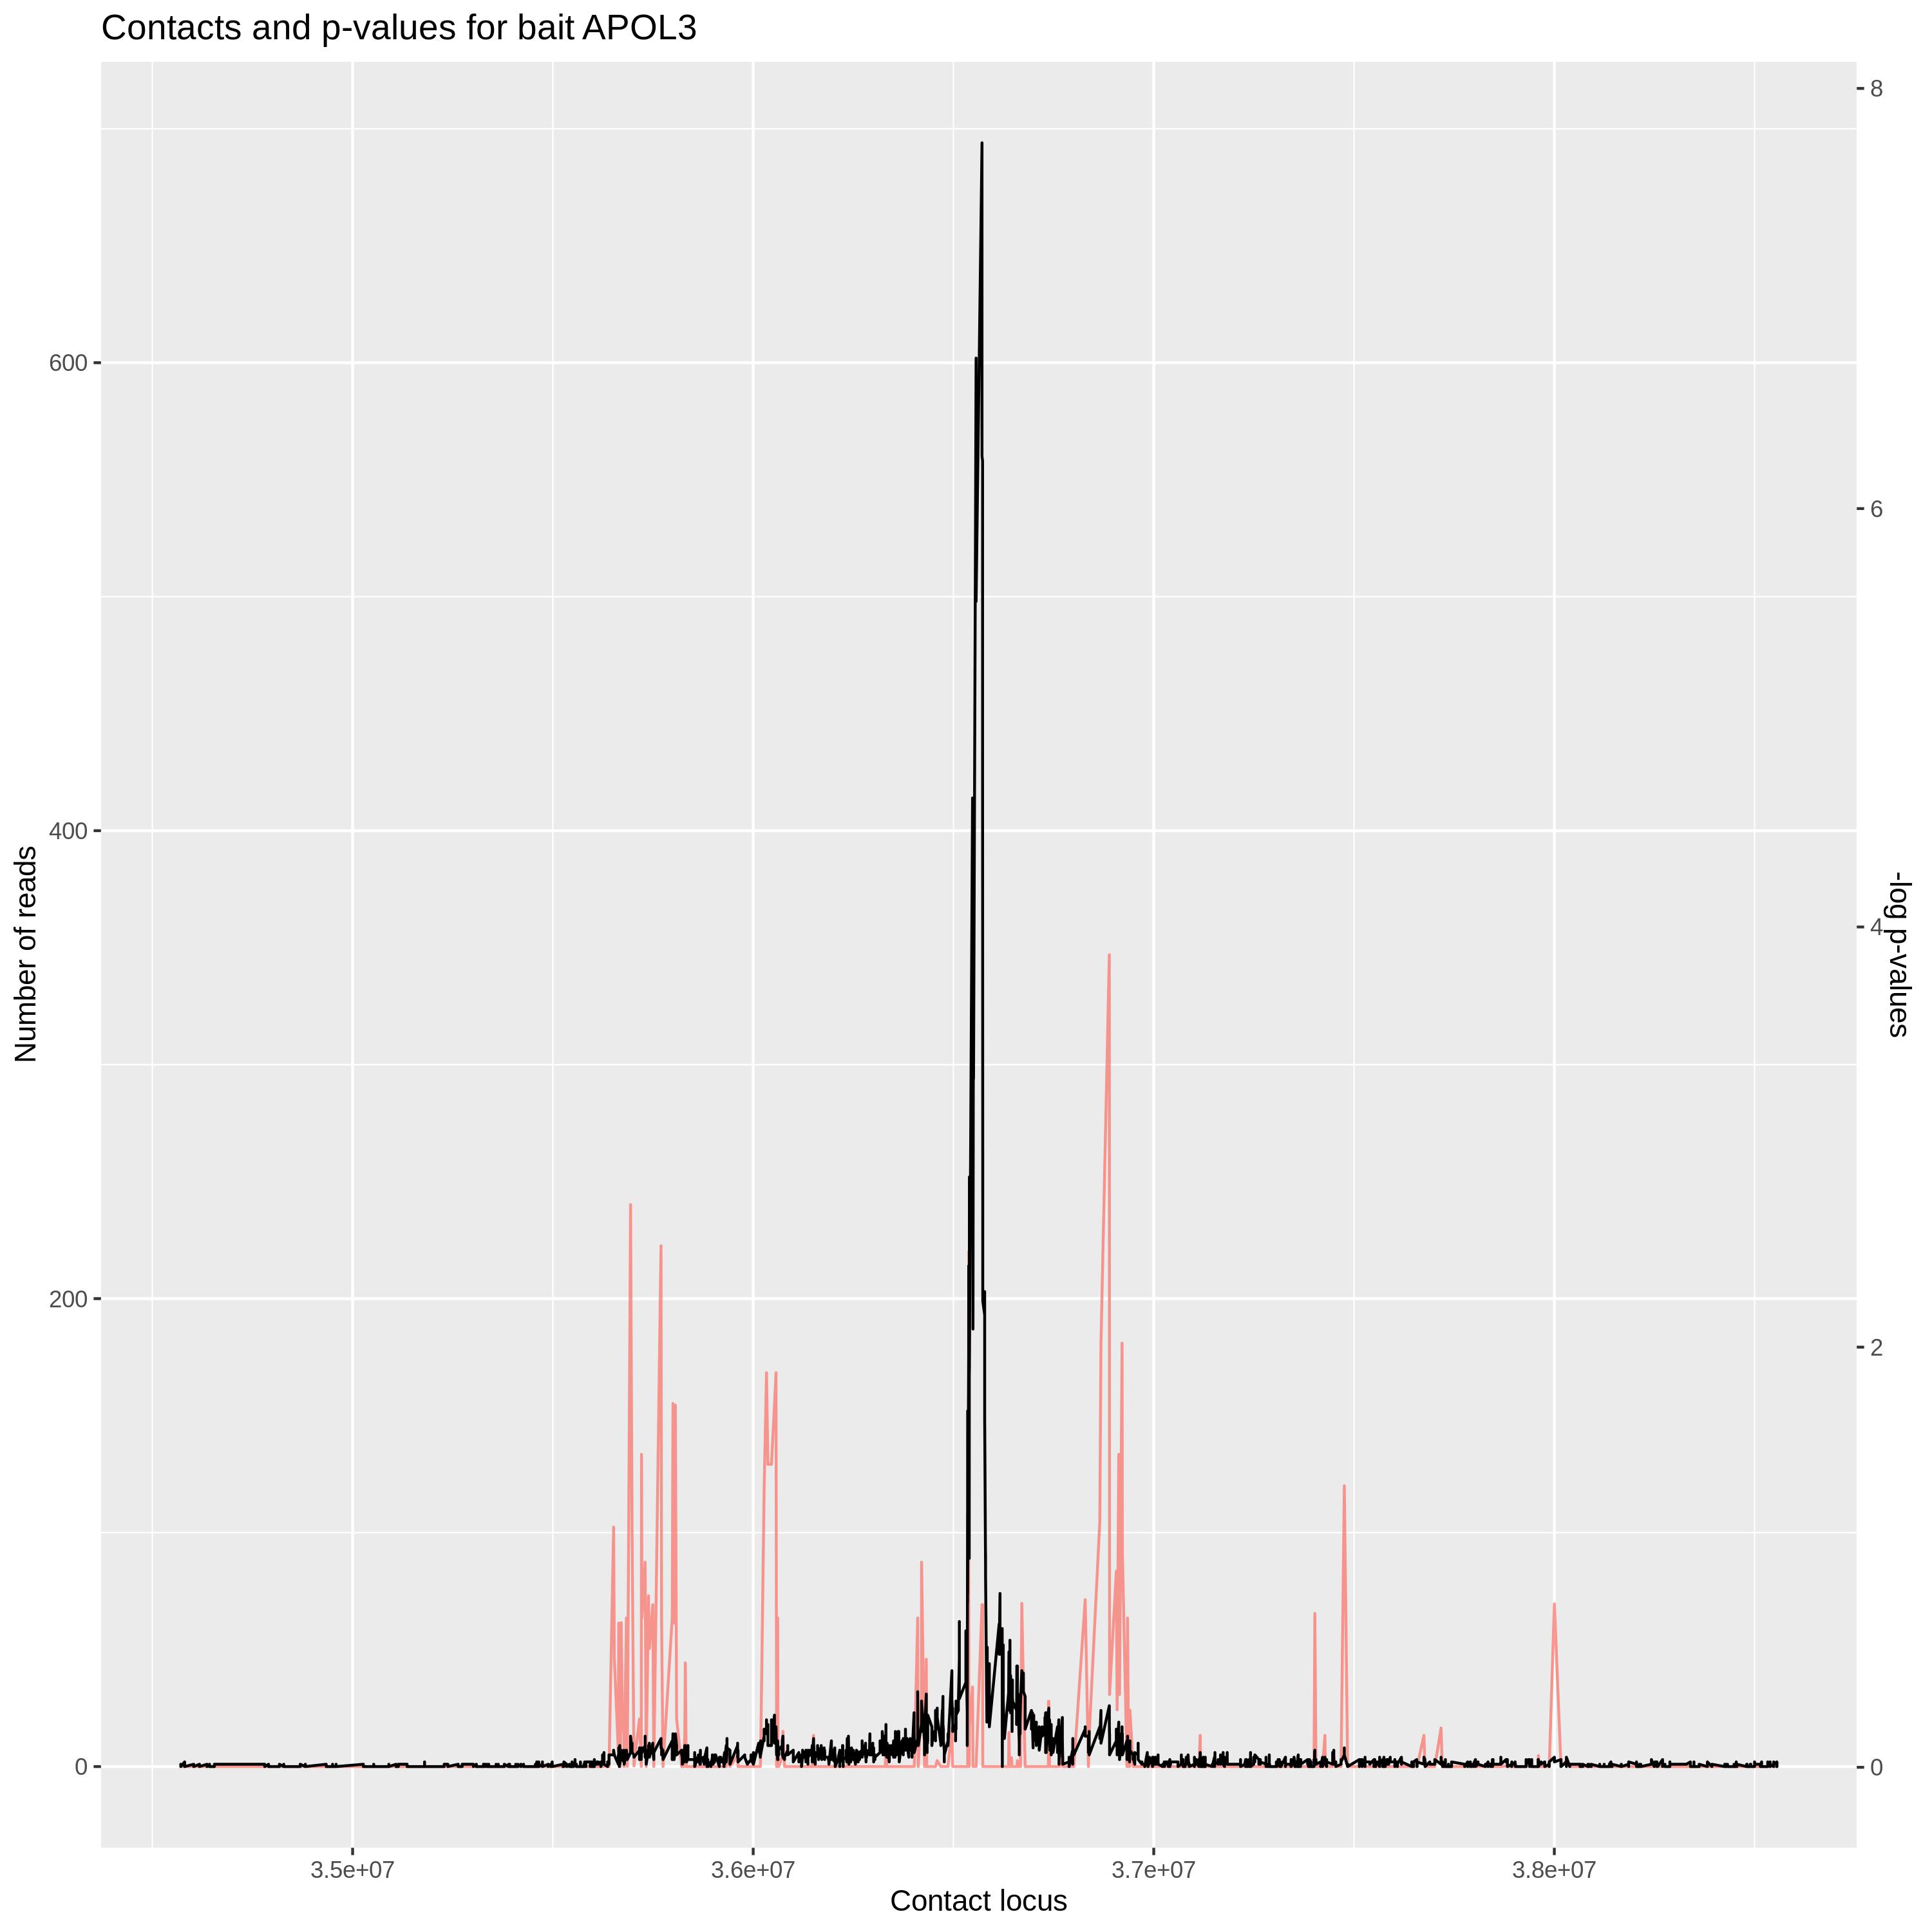 Contacts and p-values for bait APOL3
8
600
6
400
4
Number of reads
-log p-values
200
2
0
0
3.5e+07
3.6e+07
3.7e+07
3.8e+07
Contact locus